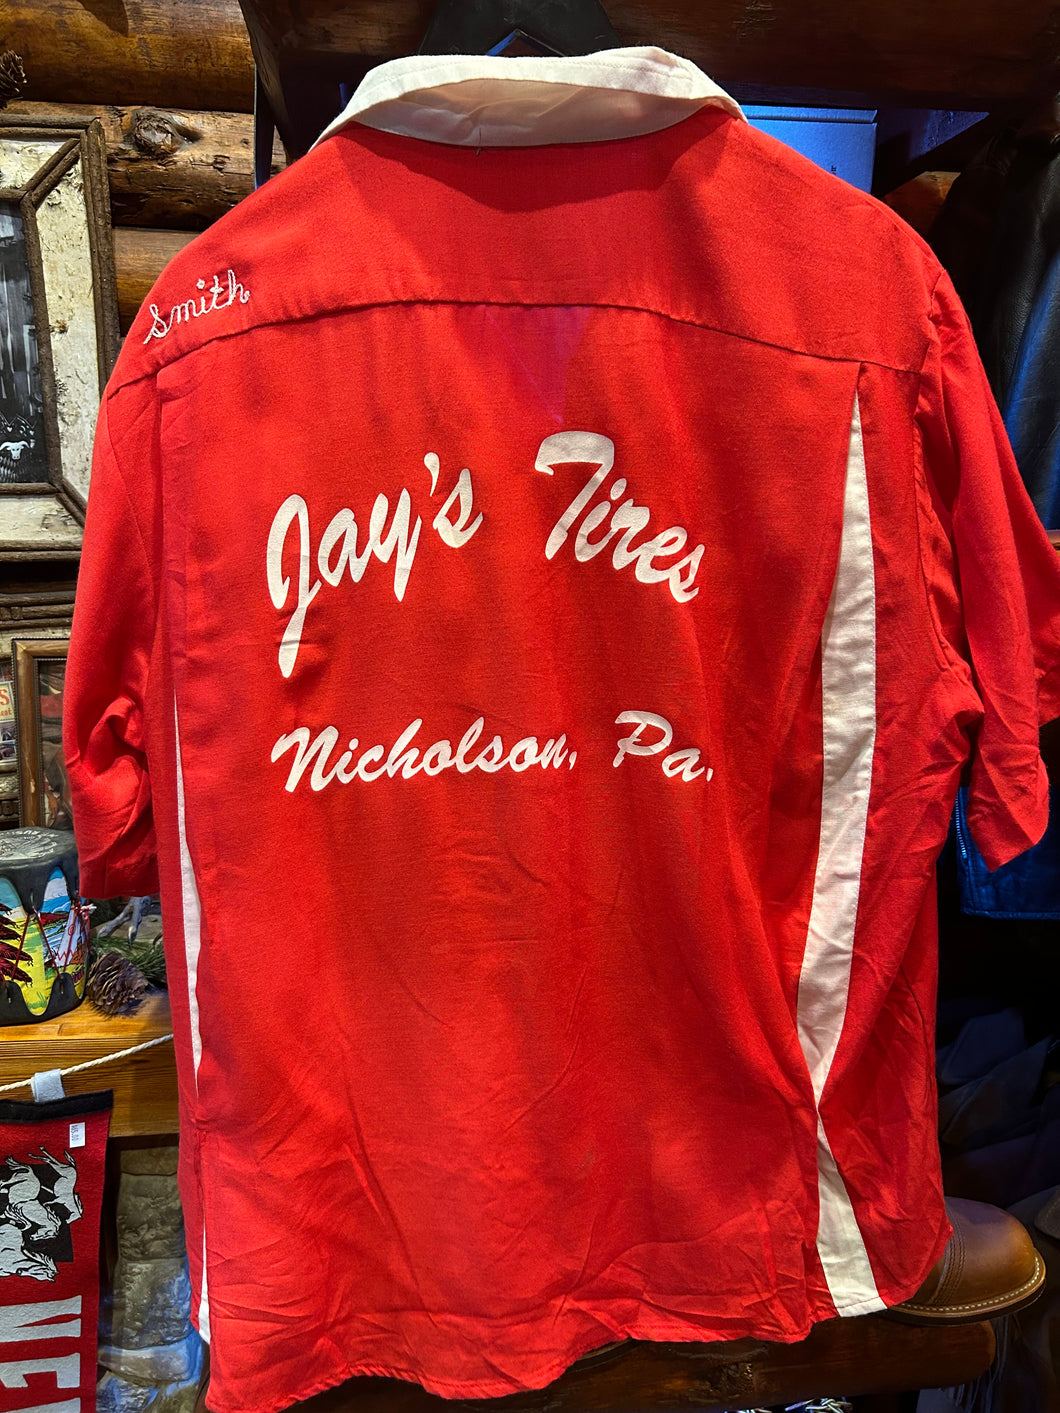 Smith
Jay's Tires
Nicholson, Pa.